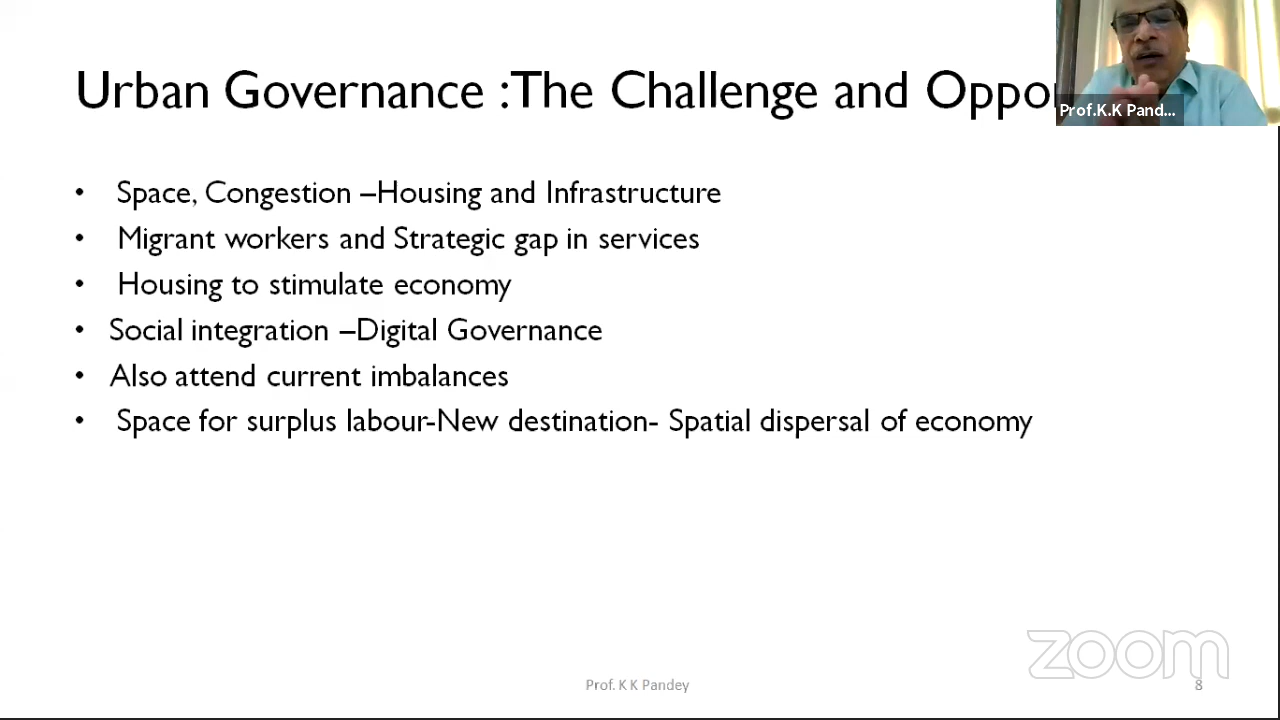 Urban Governance :The Challenge and Oppo
Prof.K.K Pand...
• Space, Congestion –Housing and Infrastructure
• Migrant workers and Strategic gap in services
• Housing to stimulate economy
• Social integration –Digital Governance
• Also attend current imbalances
• Space for surplus labour-New destination- Spatial dispersal of economy
zoom
Prof. K K Pandey
8